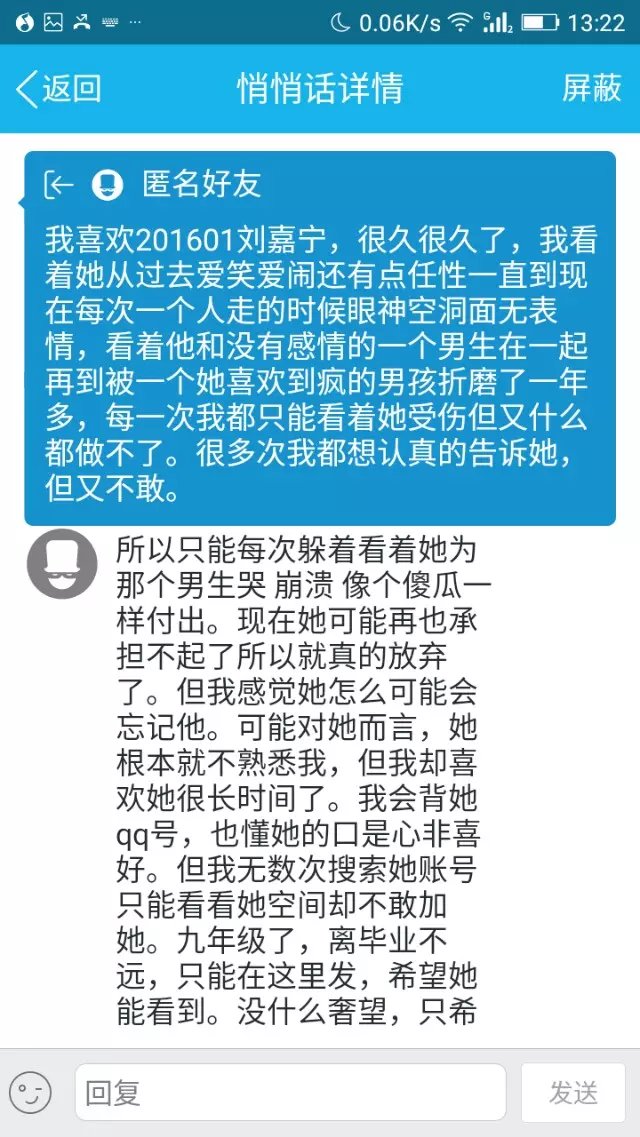 0.06K/s G 2 13:22
返回 悄悄话详情 屏蔽
匿名好友
我喜欢201601刘嘉宁，很久很久了，我看
着她从过去爱笑爱闹还有点任性一直到现
在每次一个人走的时候眼神空洞面无表
情，看着他和没有感情的一个男生在一起
再到被一个她喜欢到疯的男孩折磨了一年
多，每一次我都只能看着她受伤但又什么
都做不了。很多次我都想认真的告诉她，
但又不敢。
所以只能每次躲着看着她为
那个男生哭 崩溃 像个傻瓜一
样付出。现在她可能再也承
担不起了所以就真的放弃
了。但我感觉她怎么可能会
忘记他。可能对她而言，她
根本就不熟悉我，但我却喜
欢她很长时间了。我会背她
qq号，也懂她的口是心非喜
好。但我无数次搜索她账号
只能看看她空间却不敢加
她。九年级了，离毕业不
远，只能在这里发，希望她
能看到。没什么奢望，只希
回复 发送